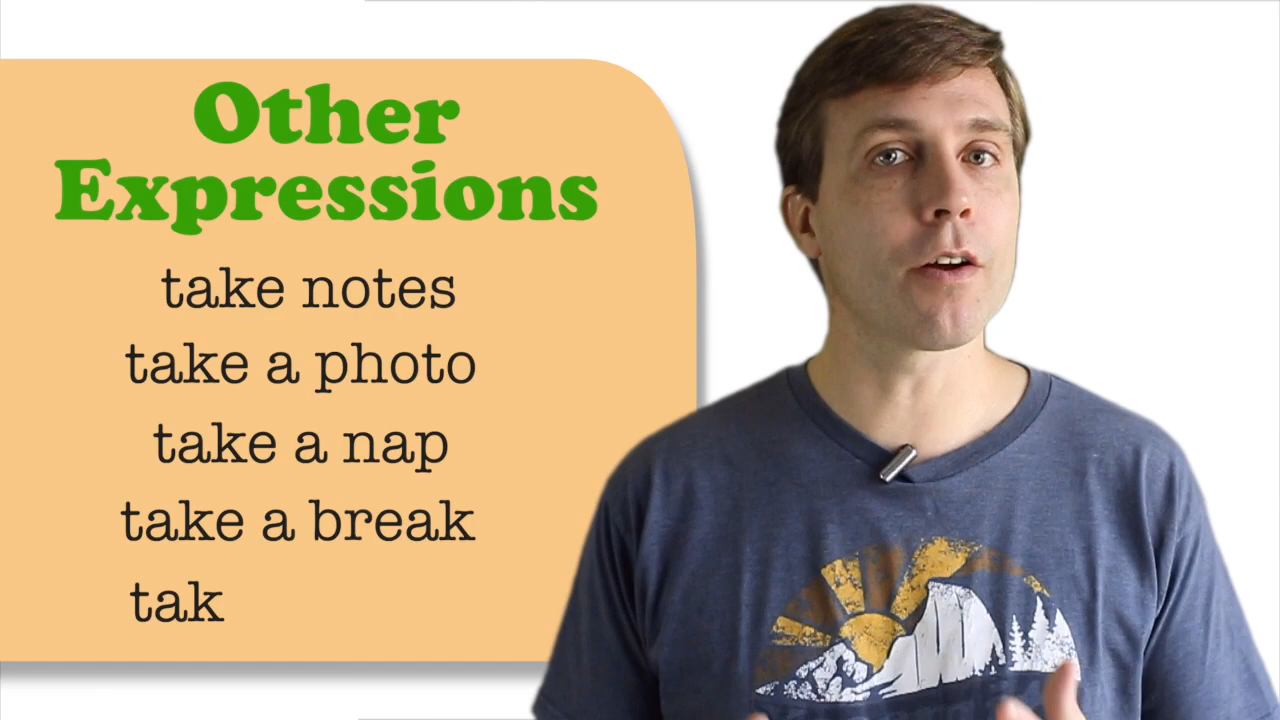 Other
Expressions
take notes
take a photo
take a nap
take a break
tak